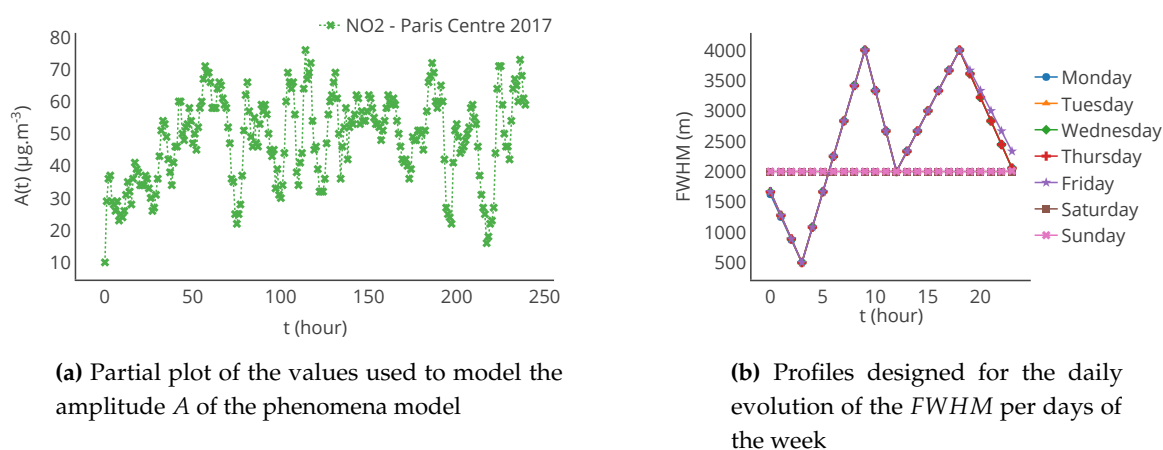 NO2 - Paris Centre 2017
A(t) (µg.m⁻³)
80
70
60
50
40
30
20
10
0
50
100
150
200
250
t (hour)
(a) Partial plot of the values used to model the
amplitude A of the phenomena model
FWHM (m)
4000
3500
3000
2500
2000
1500
1000
500
0
5
10
15
20
t (hour)
Monday
Tuesday
Wednesday
Thursday
Friday
Saturday
Sunday
(b) Profiles designed for the daily
evolution of the FWHM per days of
the week